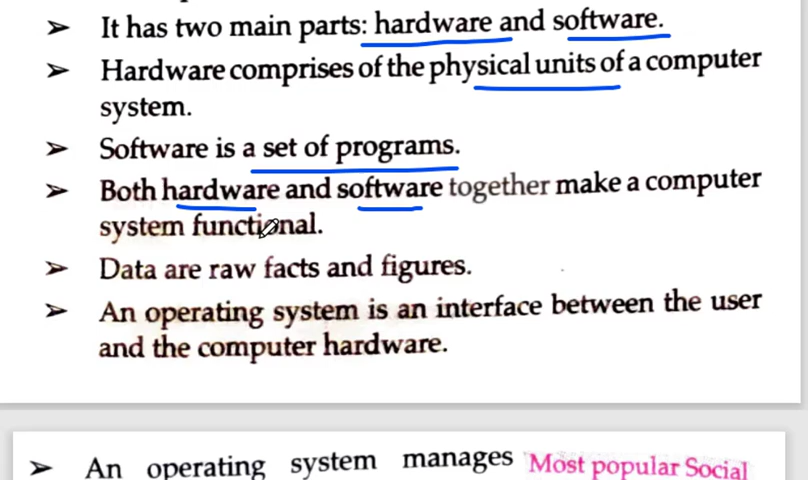 ➢ It has two main parts: hardware and software.
➢ Hardware comprises of the physical units of a computer
system.
➢ Software is a set of programs.
➢ Both hardware and software together make a computer
system functional.
➢ Data are raw facts and figures.
➢ An operating system is an interface between the user
and the computer hardware.
➢ An operating system manages Most popular Social